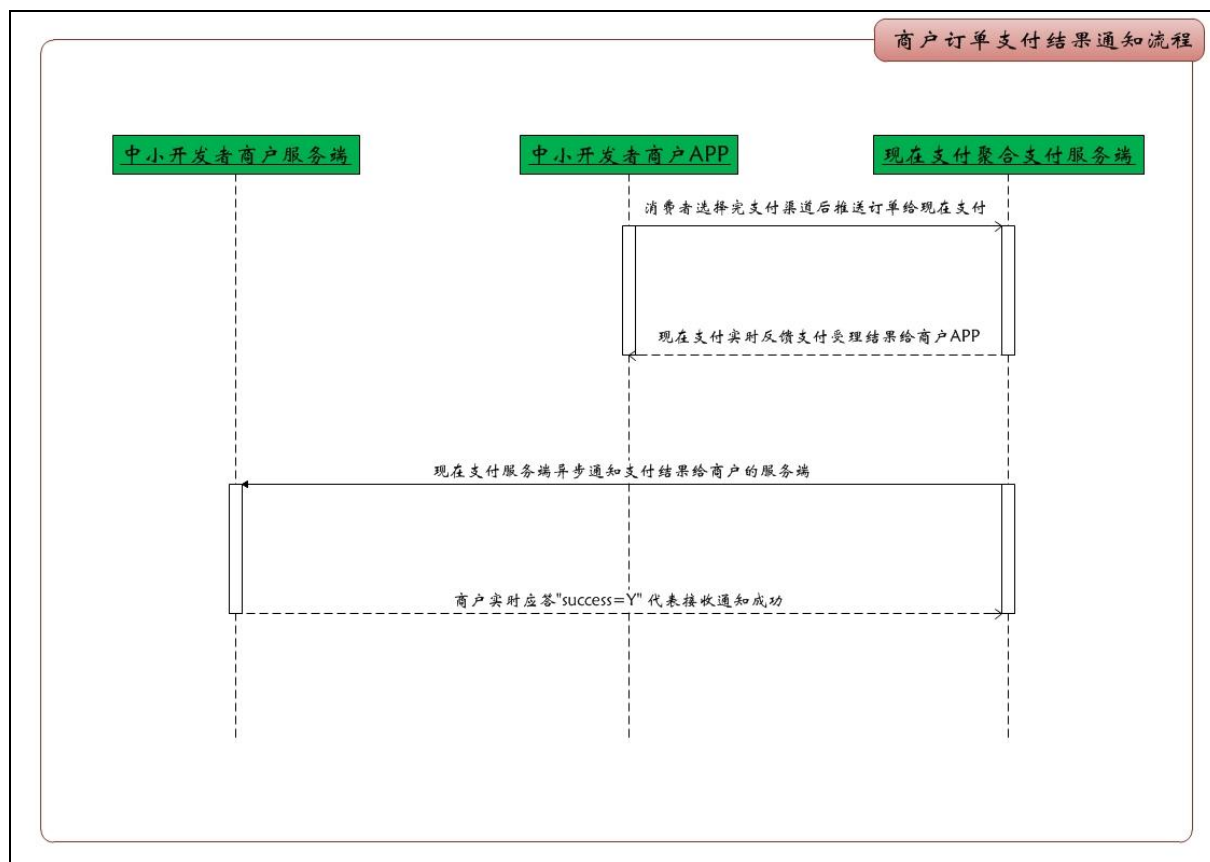 商户订单支付结果通知流程
中小开发者商户服务端
中小开发者商户APP
现在支付聚合支付服务端
消费者选择完支付渠道后推送订单给现在支付
现在支付实时反馈支付受理结果给商户APP
现在支付服务端异步通知支付结果给商户的服务端
商户实时应答"success=Y" 代表接收通知成功